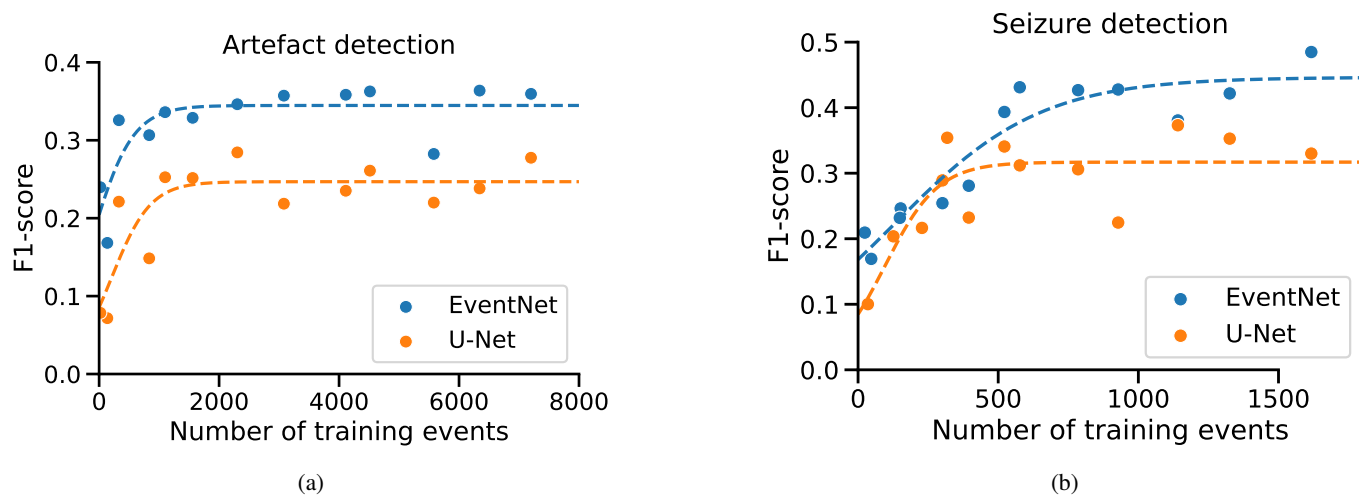 Artefact detection
F1-score
0.4
0.3
0.2
0.1
0.0
0
2000
4000
6000
8000
Number of training events
EventNet
U-Net
(a)
Seizure detection
F1-score
0.5
0.4
0.3
0.2
0.1
0.0
0
500
1000
1500
Number of training events
EventNet
U-Net
(b)